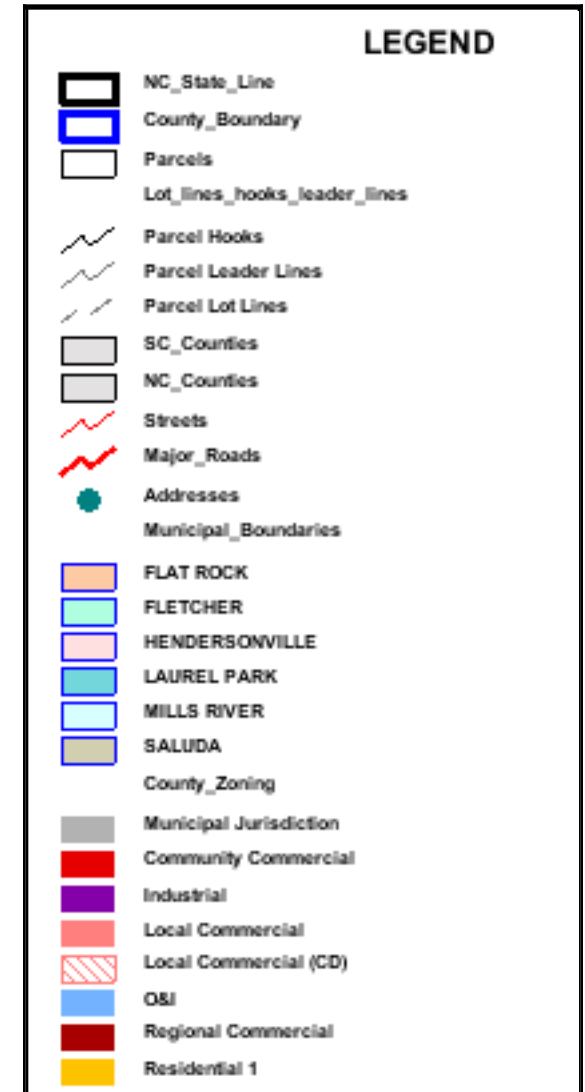 LEGEND
NC_State_Line
County_Boundary
Parcels
Lot_lines_hooks_leader_lines
Parcel Hooks
Parcel Leader Lines
Parcel Lot Lines
SC_Counties
NC_Counties
Streets
Major_Roads
Addresses
Municipal_Boundaries
FLAT ROCK
FLETCHER
HENDERSONVILLE
LAUREL PARK
MILLS RIVER
SALUDA
County_Zoning
Municipal Jurisdiction
Community Commercial
Industrial
Local Commercial
Local Commercial (CD)
O&I
Regional Commercial
Residential 1